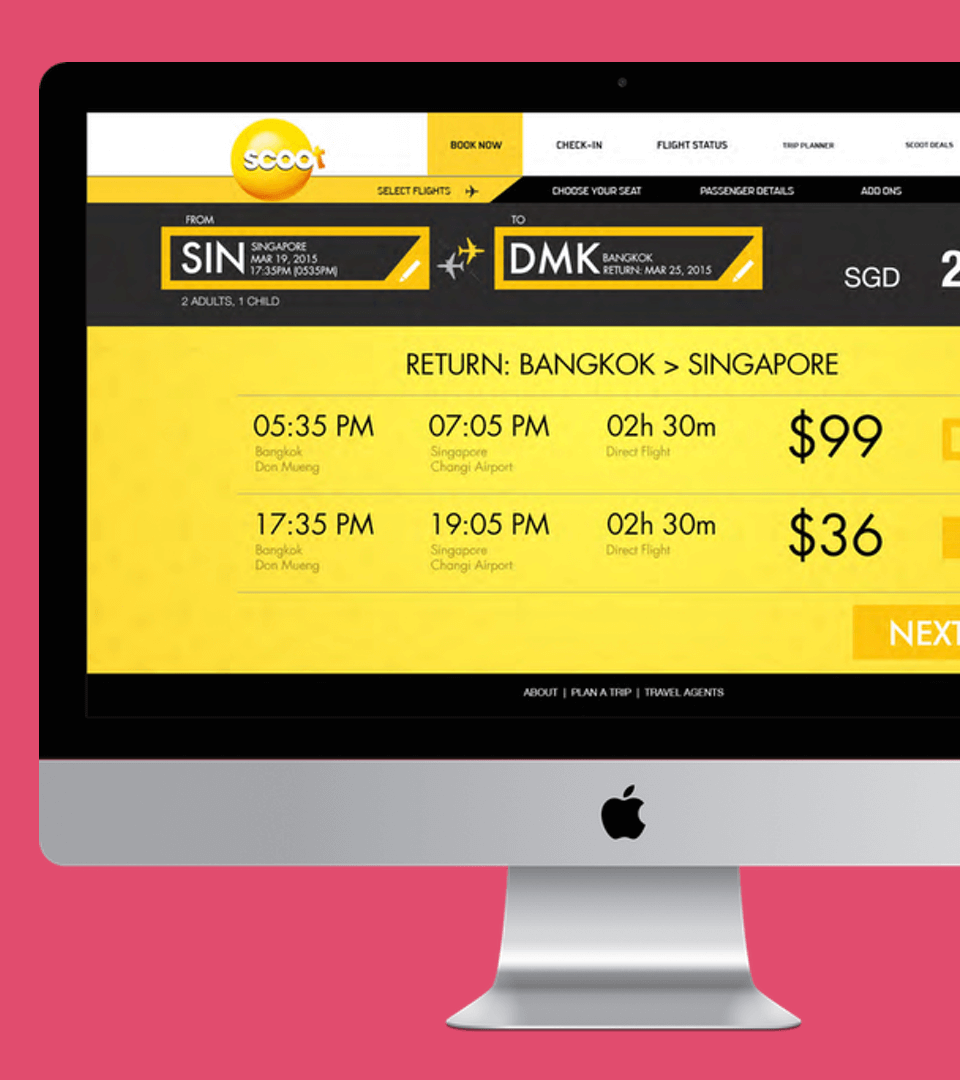 scoot
BOOK NOW
CHECK-IN
FLIGHT STATUS
TRIP PLANNER
SCOOT DEALS
SELECT FLIGHTS
CHOOSE YOUR SEAT
PASSENGER DETAILS
ADD ONS
FROM
SIN
SINGAPORE
MAR 19, 2015
17:35PM (0535PM)
2 ADULTS, 1 CHILD
TO
DMK
BANGKOK
RETURN: MAR 25, 2015
SGD 2
RETURN: BANGKOK > SINGAPORE
05:35 PM 07:05 PM 02h 30m $99
Bangkok Singapore Direct Flight
Don Mueng Changi Airport
17:35 PM 19:05 PM 02h 30m $36
Bangkok Singapore Direct Flight
Don Mueng Changi Airport
NEXT
ABOUT | PLAN A TRIP | TRAVEL AGENTS